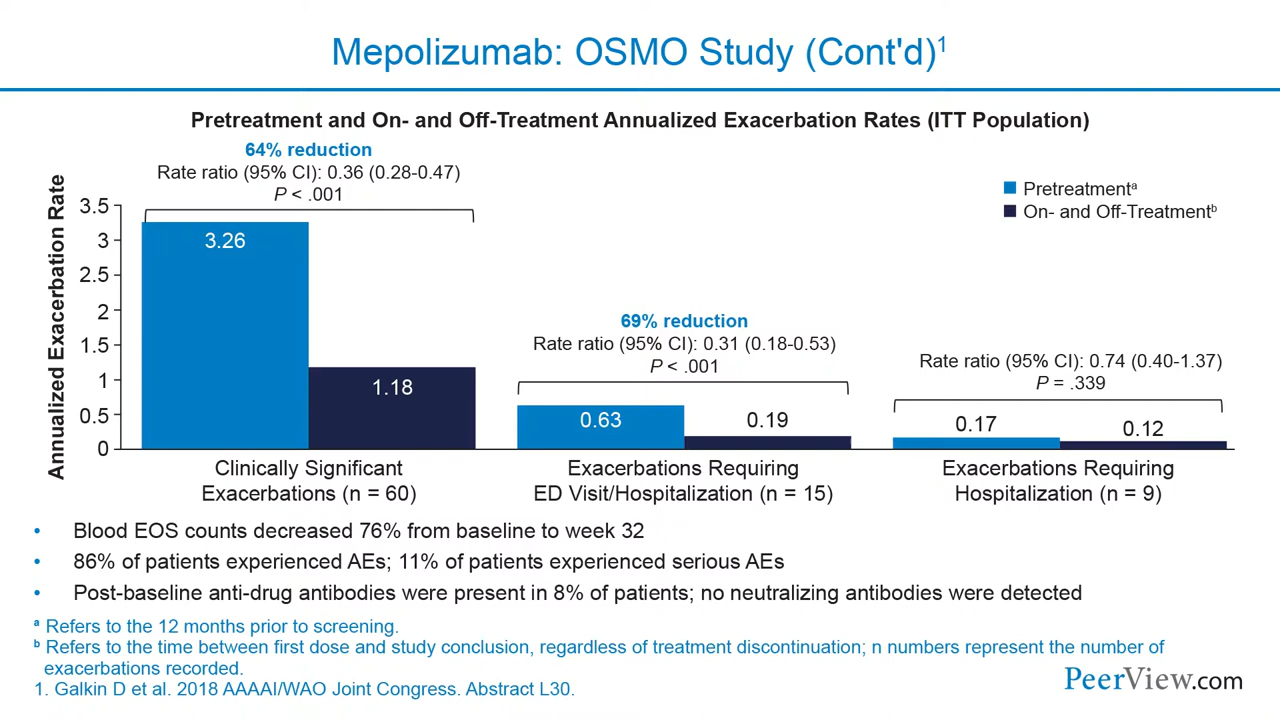 Mepolizumab: OSMO Study (Cont'd)1
Pretreatment and On- and Off-Treatment Annualized Exacerbation Rates (ITT Population)
64% reduction
Rate ratio (95% CI): 0.36 (0.28-0.47)
P < .001
Pretreatmenta
On- and Off-Treatmentb
Annualized Exacerbation Rate
3.5
3
2.5
2
1.5
1
0.5
0
3.26
1.18
69% reduction
Rate ratio (95% CI): 0.31 (0.18-0.53)
P < .001
0.63
0.19
Rate ratio (95% CI): 0.74 (0.40-1.37)
P = .339
0.17
0.12
Clinically Significant
Exacerbations (n = 60)
Exacerbations Requiring
ED Visit/Hospitalization (n = 15)
Exacerbations Requiring
Hospitalization (n = 9)
• Blood EOS counts decreased 76% from baseline to week 32
• 86% of patients experienced AEs; 11% of patients experienced serious AEs
• Post-baseline anti-drug antibodies were present in 8% of patients; no neutralizing antibodies were detected
a Refers to the 12 months prior to screening.
b Refers to the time between first dose and study conclusion, regardless of treatment discontinuation; n numbers represent the number of
exacerbations recorded.
1. Galkin D et al. 2018 AAAAI/WAO Joint Congress. Abstract L30.
PeerView.com